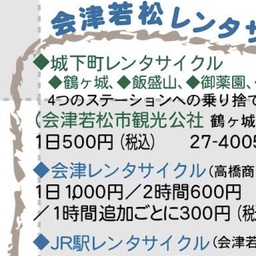 会津若松レンタサ
◆城下町レンタサイクル
◆鶴ヶ城、◆飯盛山、◆御薬園、
4つのステーションへの乗り捨て
(会津若松市観光公社 鶴ヶ城
1日500円(税込) 27-4005
◆会津レンタサイクル(高橋商
1日1,000円／2時間600円
／1時間追加ごとに300円(税
◆JR駅レンタサイクル(会津若